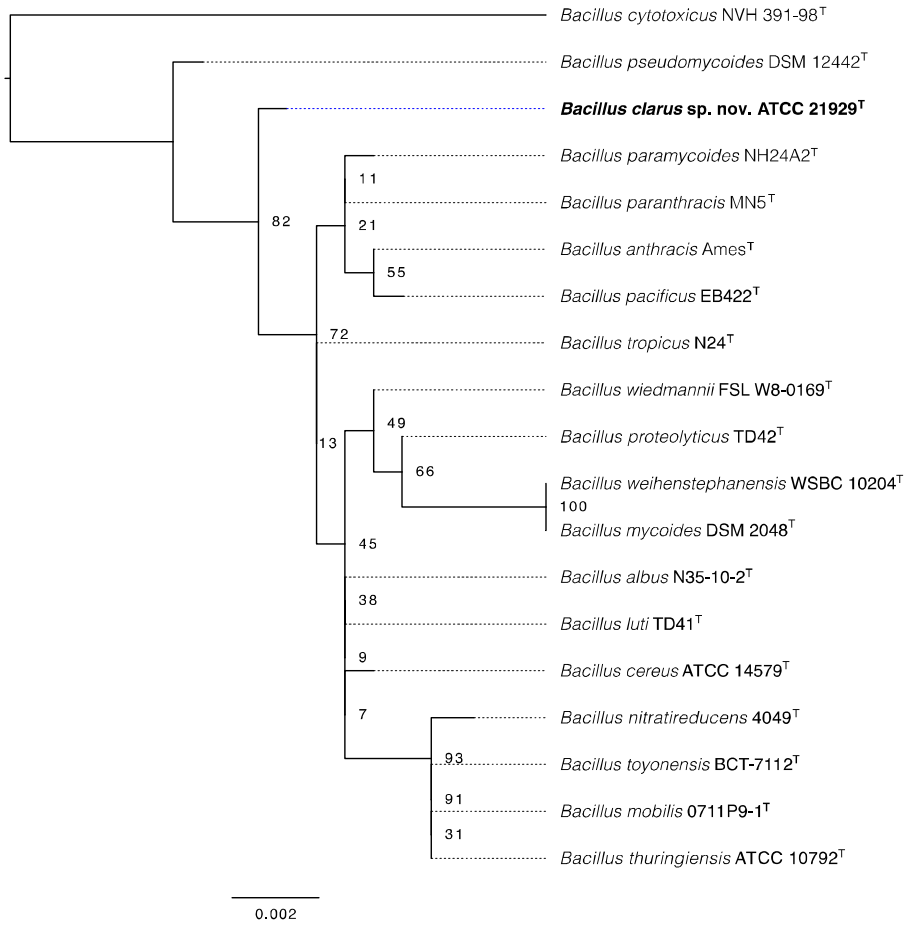 Bacillus cytotoxicus NVH 391-98ᵀ
Bacillus pseudomycoides DSM 12442ᵀ
Bacillus clarus sp. nov. ATCC 21929ᵀ
82
Bacillus paramycoides NH24A2ᵀ
11
Bacillus paranthracis MN5ᵀ
21
Bacillus anthracis Amesᵀ
55
Bacillus pacificus EB422ᵀ
72
Bacillus tropicus N24ᵀ
Bacillus wiedmannii FSL W8-0169ᵀ
49
13
Bacillus proteolyticus TD42ᵀ
66
Bacillus weihenstephanensis WSBC 10204ᵀ
100
Bacillus mycoides DSM 2048ᵀ
45
Bacillus albus N35-10-2ᵀ
38
Bacillus luti TD41ᵀ
9
Bacillus cereus ATCC 14579ᵀ
7
Bacillus nitratireducens 4049ᵀ
93
Bacillus toyonensis BCT-7112ᵀ
91
Bacillus mobilis 0711P9-1ᵀ
31
Bacillus thuringiensis ATCC 10792ᵀ
0.002